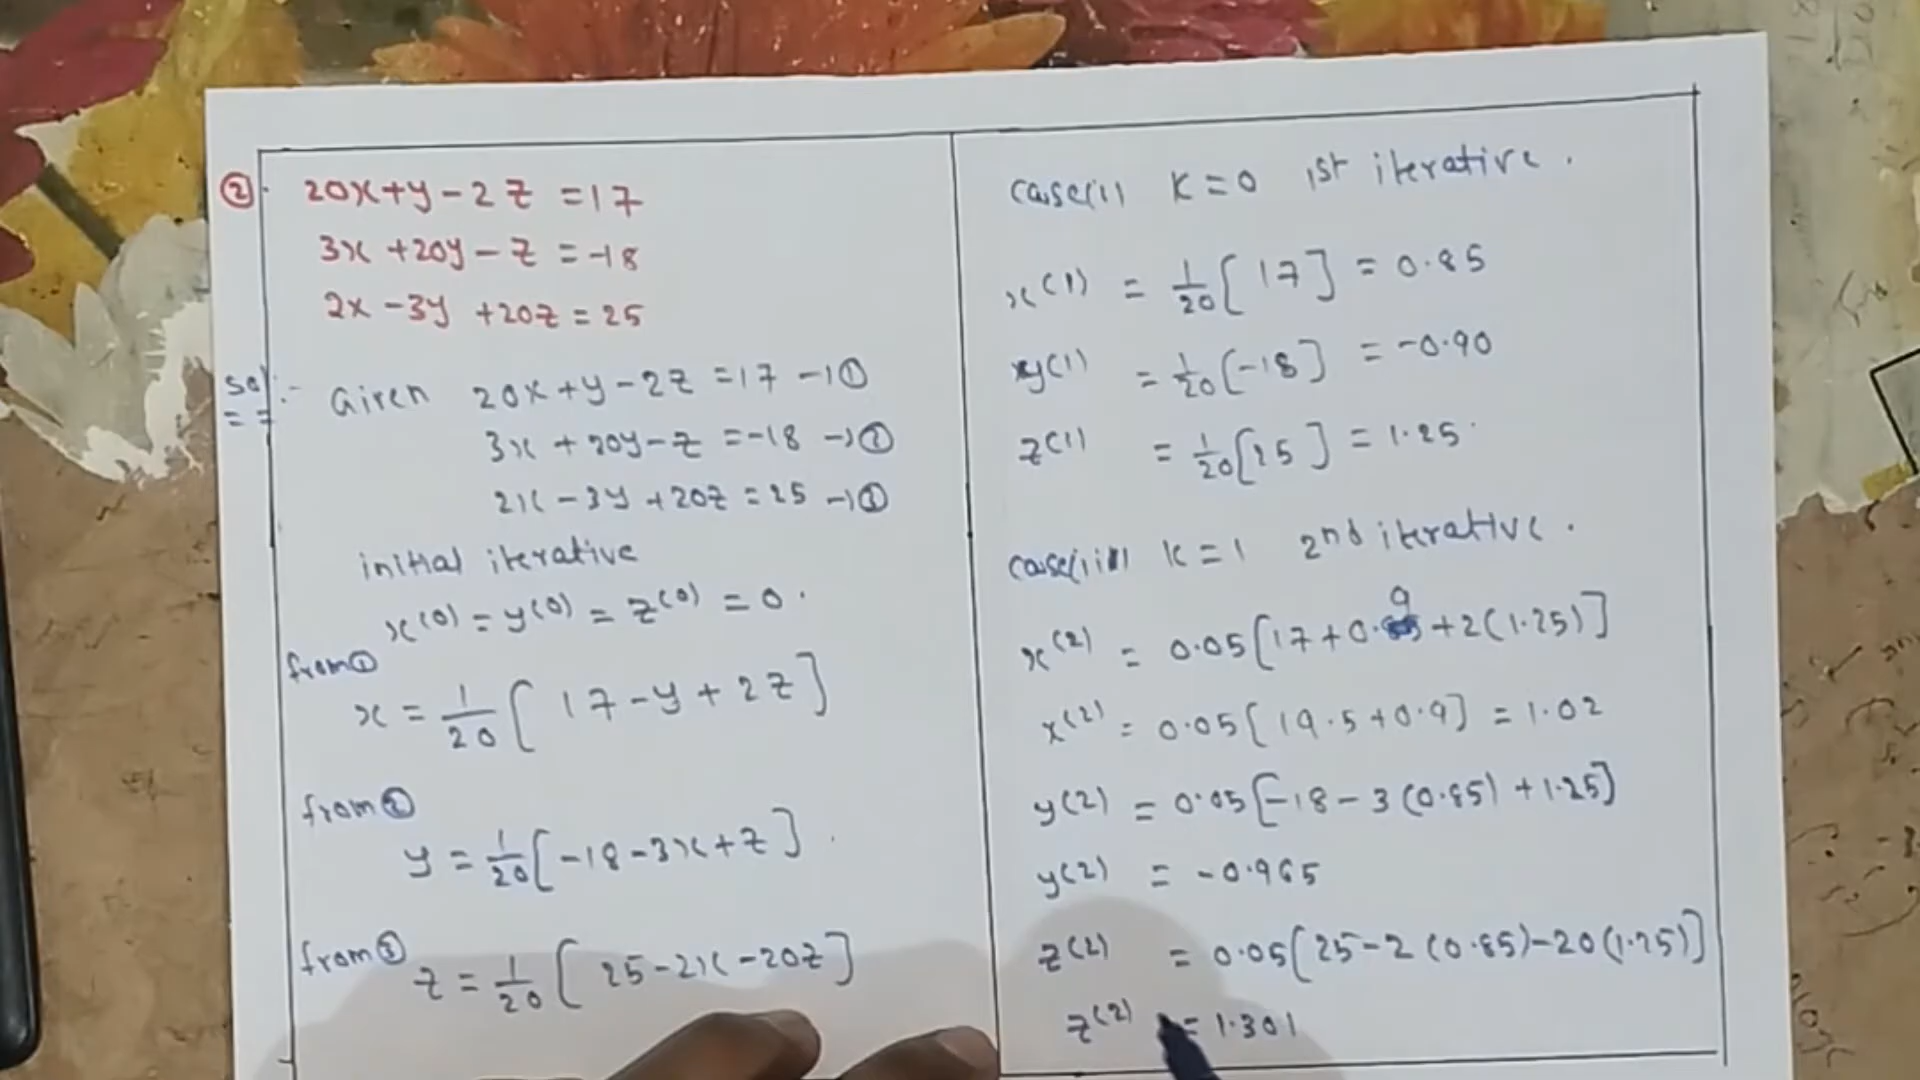 ② 20x+y-2z=17
3x+20y-z=-18
2x-3y+20z=25
Sol:- Given 20x+y-2z=17 →①
3x+20y-z=-18 →②
2x-3y+20z=25 →③
initial iterative
x(0)=y(0)=z(0)=0.
from①
x=1/20[17-y+2z]
from②
y=1/20[-18-3x+z].
from③
z=1/20[25-2x-20z]
case(i) K=0 1st iterative.
x(1)=1/20[17]=0.85
y(1)=1/20[-18]=-0.90
z(1)=1/20[25]=1.25.
case(ii) K=1 2nd iterative.
x(2)=0.05[17+0.9+2(1.25)]
x(2)=0.05[19.5+0.9]=1.02
y(2)=0.05[-18-3(0.85)+1.25]
y(2)=-0.965
z(2)=0.05[25-2(0.85)-20(1.25)]
z(2)=1.301